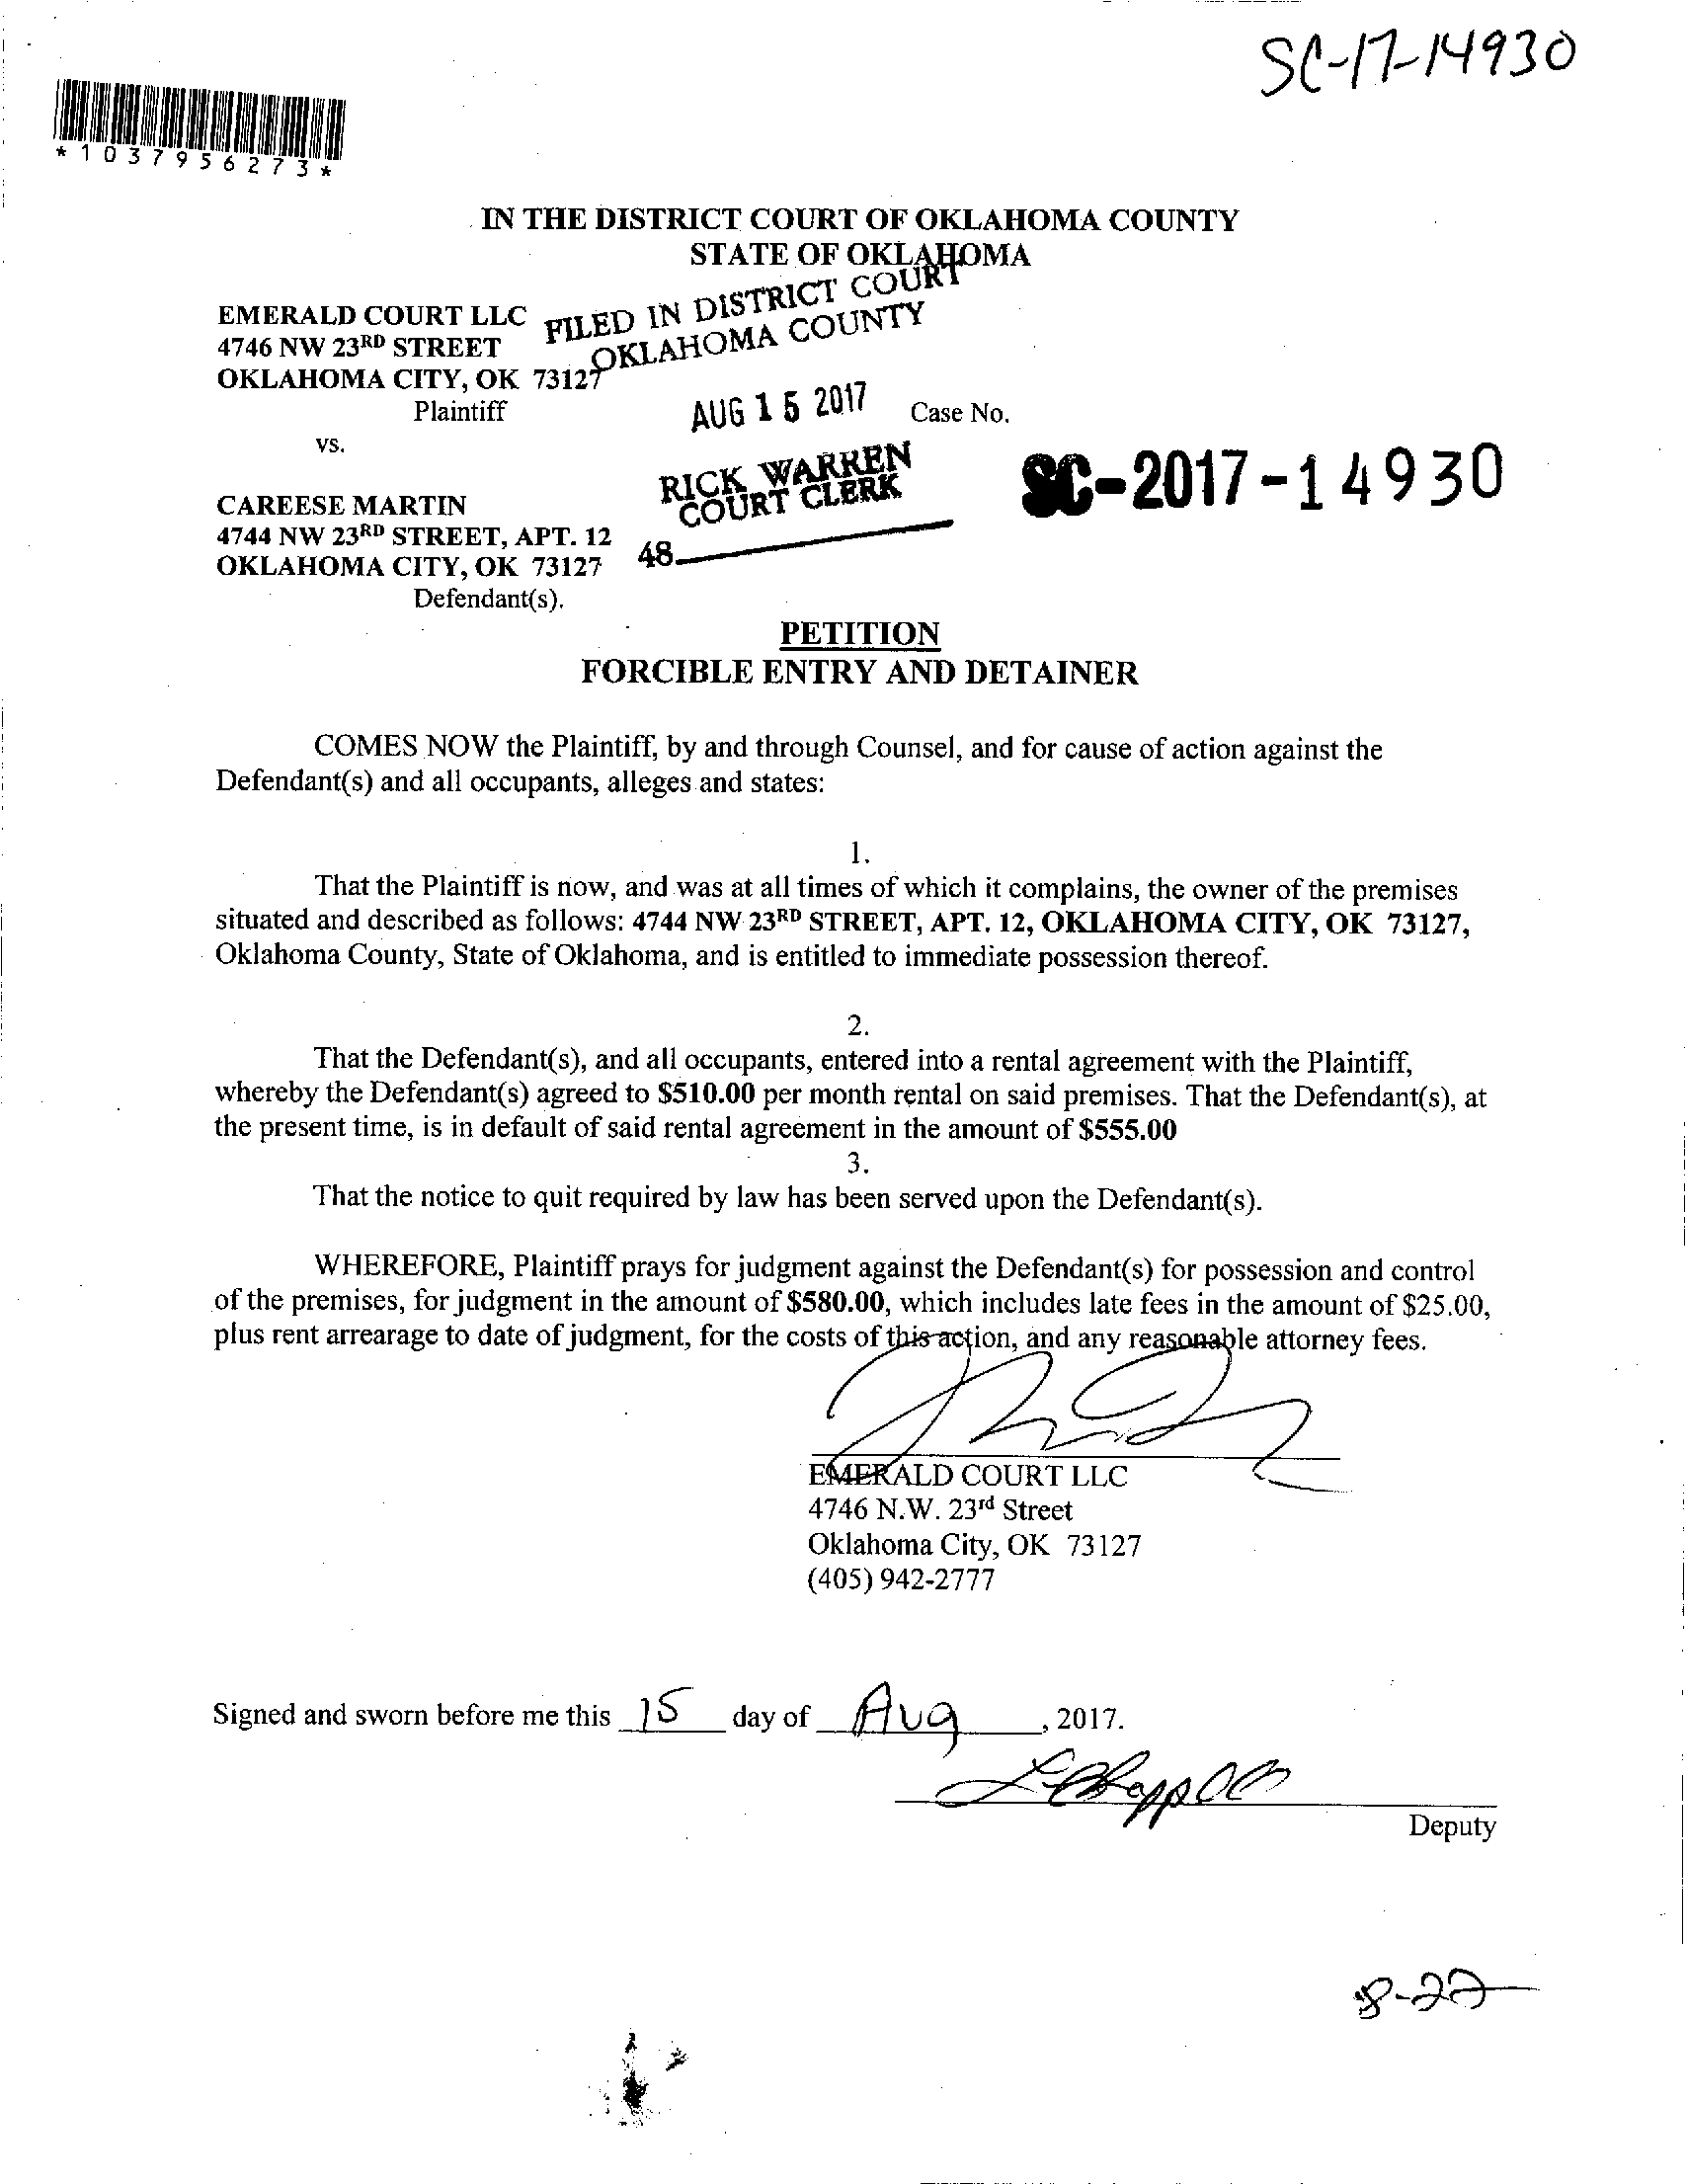 SC-17-14930
*1037956273*
IN THE DISTRICT COURT OF OKLAHOMA COUNTY
STATE OF OKLAHOMA
FILED IN DISTRICT COURT
OKLAHOMA COUNTY
EMERALD COURT LLC
4746 NW 23RD STREET
OKLAHOMA CITY, OK 73127
Plaintiff
AUG 15 2017
Case No.
vs.
RICK WARREN
COURT CLERK
SC-2017-14930
CAREESE MARTIN
4744 NW 23RD STREET, APT. 12
48
OKLAHOMA CITY, OK 73127
Defendant(s).
PETITION
FORCIBLE ENTRY AND DETAINER
COMES NOW the Plaintiff, by and through Counsel, and for cause of action against the
Defendant(s) and all occupants, alleges and states:
1.
That the Plaintiff is now, and was at all times of which it complains, the owner of the premises
situated and described as follows: 4744 NW 23RD STREET, APT. 12, OKLAHOMA CITY, OK 73127,
Oklahoma County, State of Oklahoma, and is entitled to immediate possession thereof.
2.
That the Defendant(s), and all occupants, entered into a rental agreement with the Plaintiff,
whereby the Defendant(s) agreed to $510.00 per month rental on said premises. That the Defendant(s), at
the present time, is in default of said rental agreement in the amount of $555.00
3.
That the notice to quit required by law has been served upon the Defendant(s).
WHEREFORE, Plaintiff prays for judgment against the Defendant(s) for possession and control
of the premises, for judgment in the amount of $580.00, which includes late fees in the amount of $25.00,
plus rent arrearage to date of judgment, for the costs of this action, and any reasonable attorney fees.
EMERALD COURT LLC
4746 N.W. 23rd Street
Oklahoma City, OK 73127
(405) 942-2777
Signed and sworn before me this 15 day of Aug, 2017.
Deputy
8-22